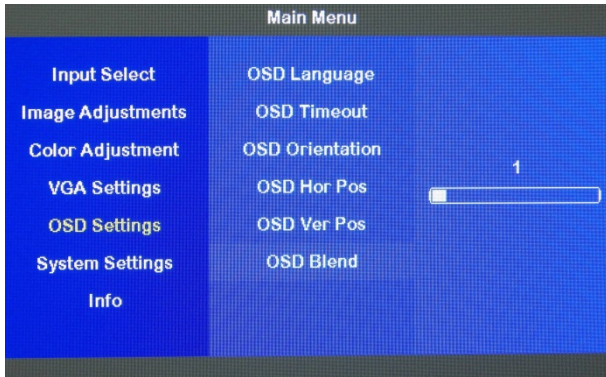 Main Menu
Input Select
Image Adjustments
Color Adjustment
VGA Settings
OSD Settings
System Settings
Info
OSD Language
OSD Timeout
OSD Orientation
OSD Hor Pos
OSD Ver Pos
OSD Blend
1